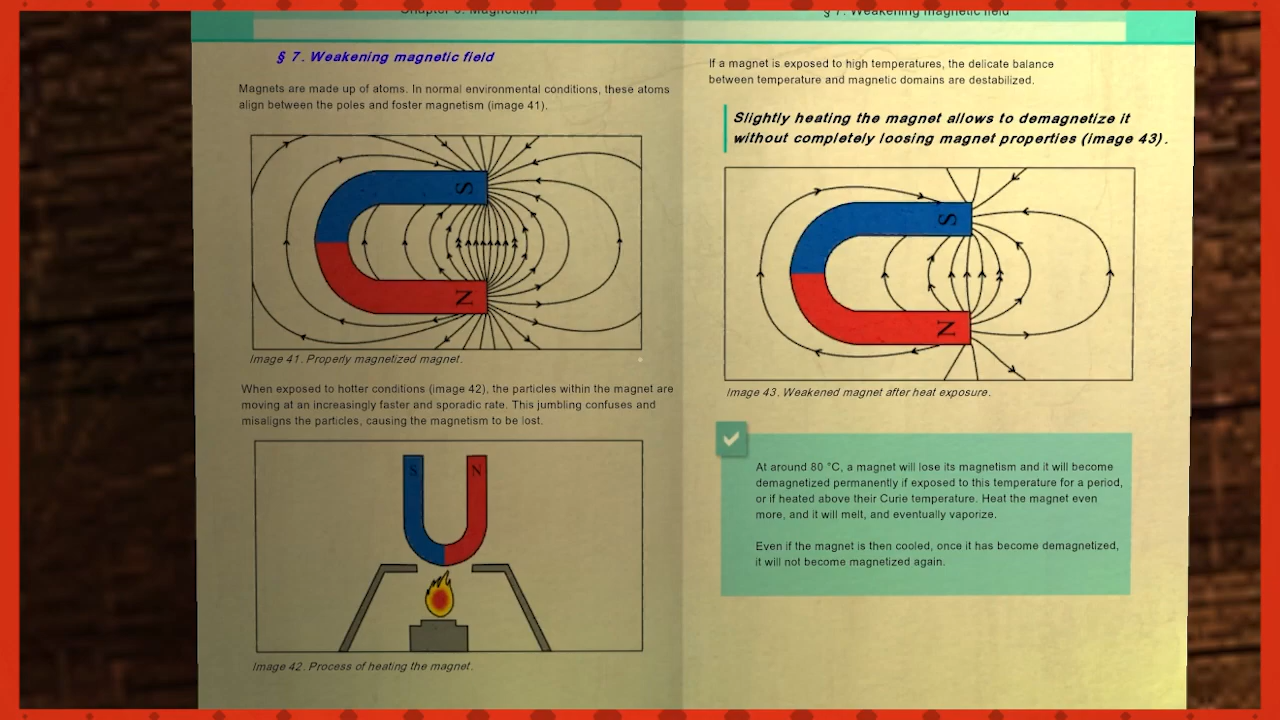 Chapter 6. Magnetism
§ 7. Weakening magnetic field
§ 7. Weakening magnetic field
Magnets are made up of atoms. In normal environmental conditions, these atoms
align between the poles and foster magnetism (image 41).
S
N
Image 41. Properly magnetized magnet.
When exposed to hotter conditions (image 42), the particles within the magnet are
moving at an increasingly faster and sporadic rate. This jumbling confuses and
misaligns the particles, causing the magnetism to be lost.
S N
Image 42. Process of heating the magnet.
If a magnet is exposed to high temperatures, the delicate balance
between temperature and magnetic domains are destabilized.
Slightly heating the magnet allows to demagnetize it
without completely loosing magnet properties (image 43).
S
N
Image 43. Weakened magnet after heat exposure.
At around 80 °C, a magnet will lose its magnetism and it will become
demagnetized permanently if exposed to this temperature for a period,
or if heated above their Curie temperature. Heat the magnet even
more, and it will melt, and eventually vaporize.
Even if the magnet is then cooled, once it has become demagnetized,
it will not become magnetized again.